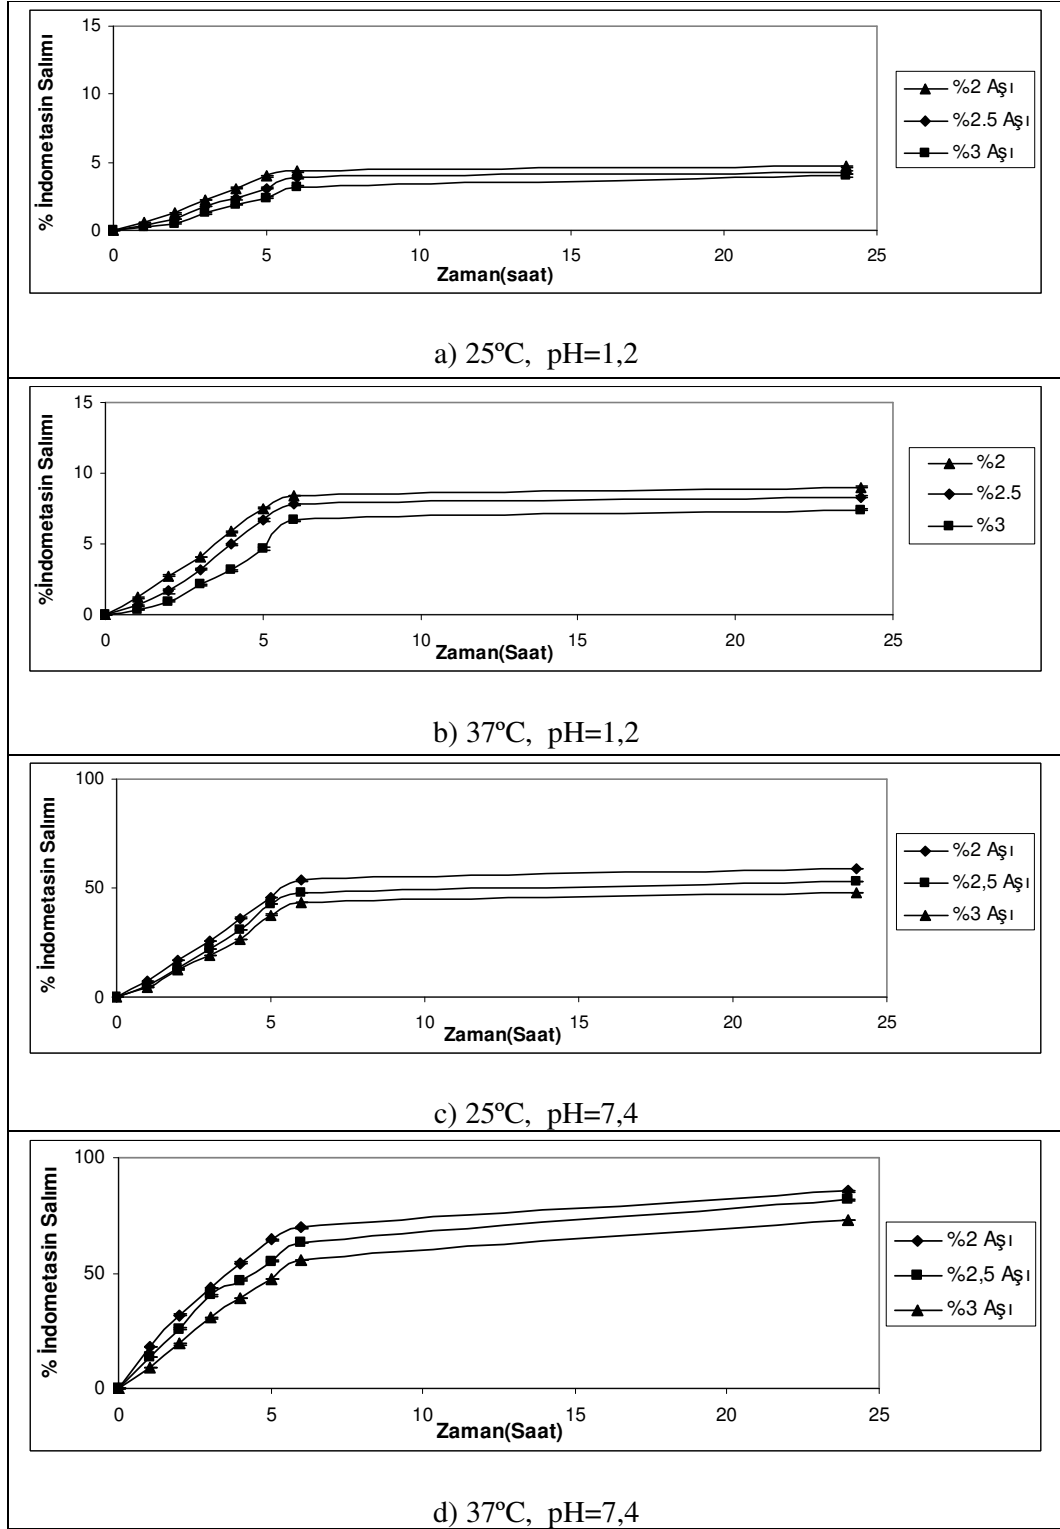 15
10
5
0
0 5 10 15 20 25
% İndometasin Salımı
Zaman(saat)
%2 Aşı
%2.5 Aşı
%3 Aşı
a) 25ºC, pH=1,2
15
10
5
0
0 5 10 15 20 25
%İndometasin Salımı
Zaman(Saat)
%2
%2.5
%3
b) 37ºC, pH=1,2
100
50
0
0 5 10 15 20 25
% İndometasin Salımı
Zaman(Saat)
%2 Aşı
%2,5 Aşı
%3 Aşı
c) 25ºC, pH=7,4
100
50
0
0 5 10 15 20 25
% İndometasin Salımı
Zaman(Saat)
%2 Aşı
%2,5 Aşı
%3 Aşı
d) 37ºC, pH=7,4